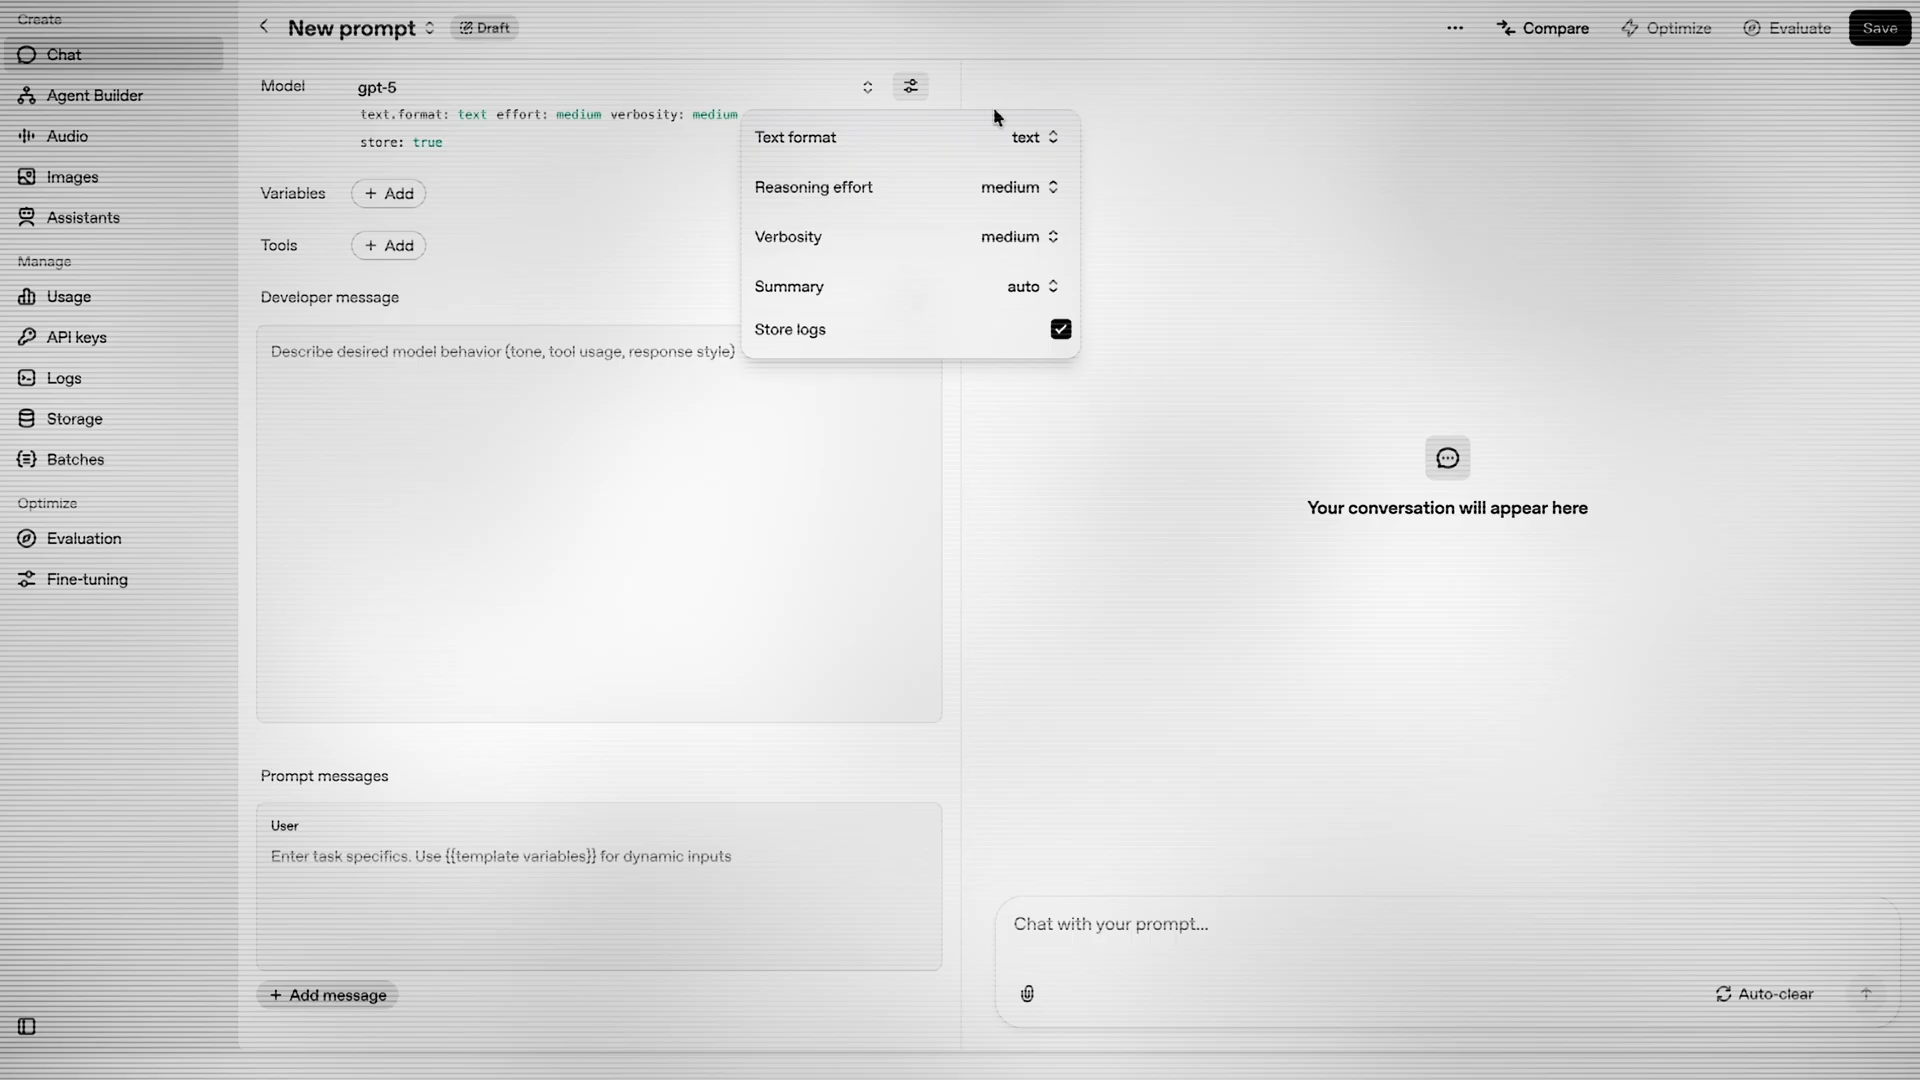 Create
Chat
Agent Builder
Audio
Images
Assistants
Manage
Usage
API keys
Logs
Storage
Batches
Optimize
Evaluation
Fine-tuning
New prompt
Draft
Compare
Optimize
Evaluate
Save
Model
gpt-5
text.format: text effort: medium verbosity: medium
store: true
Variables
+ Add
Tools
+ Add
Text format text
Reasoning effort medium
Verbosity medium
Summary auto
Store logs
Developer message
Describe desired model behavior (tone, tool usage, response style)
Prompt messages
User
Enter task specifics. Use {{template variables}} for dynamic inputs
+ Add message
Your conversation will appear here
Chat with your prompt...
Auto-clear